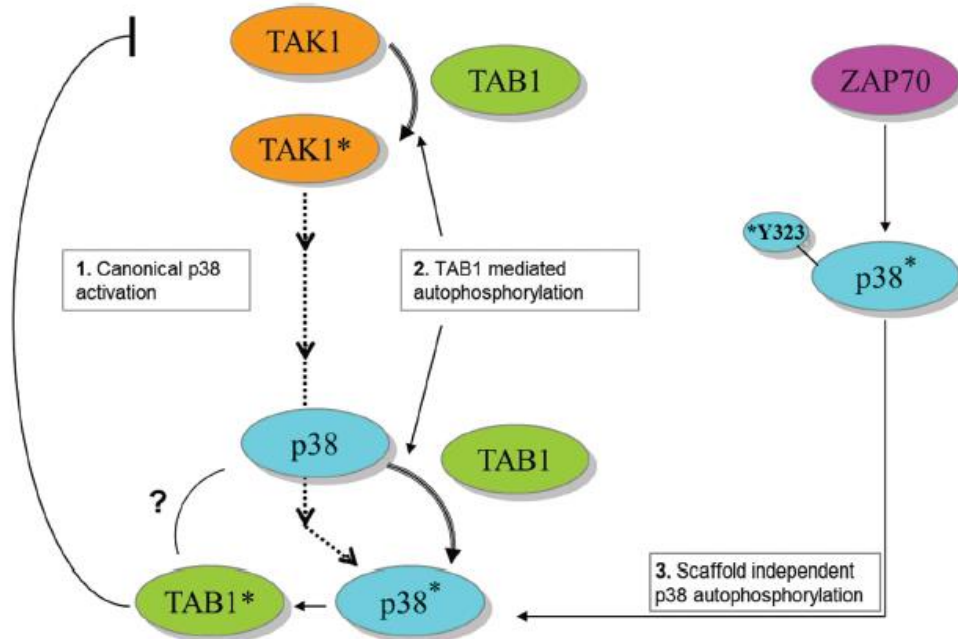 TAK1
TAB1
ZAP70
TAK1*
*Y323
p38*
1. Canonical p38
activation
2. TAB1 mediated
autophosphorylation
p38
TAB1
?
3. Scaffold independent
p38 autophosphorylation
TAB1*
p38*